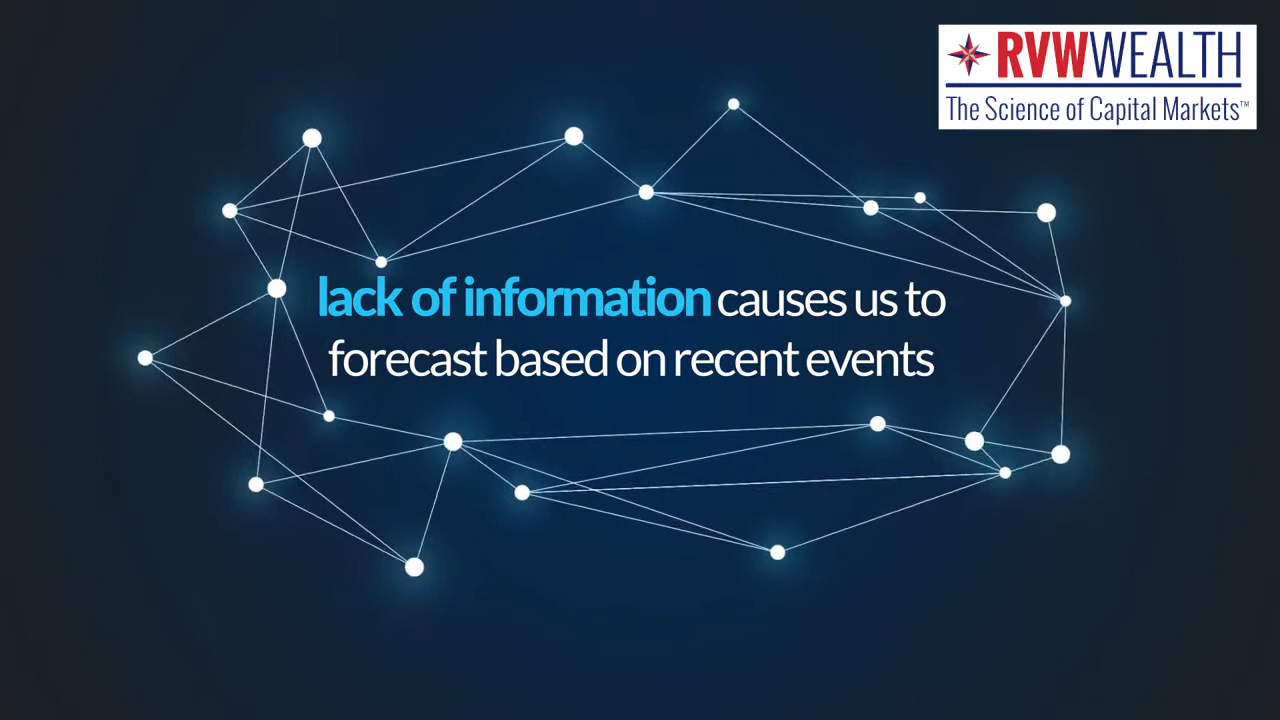 RVWWEALTH
The Science of Capital Markets™
lack of information causes us to
forecast based on recent events